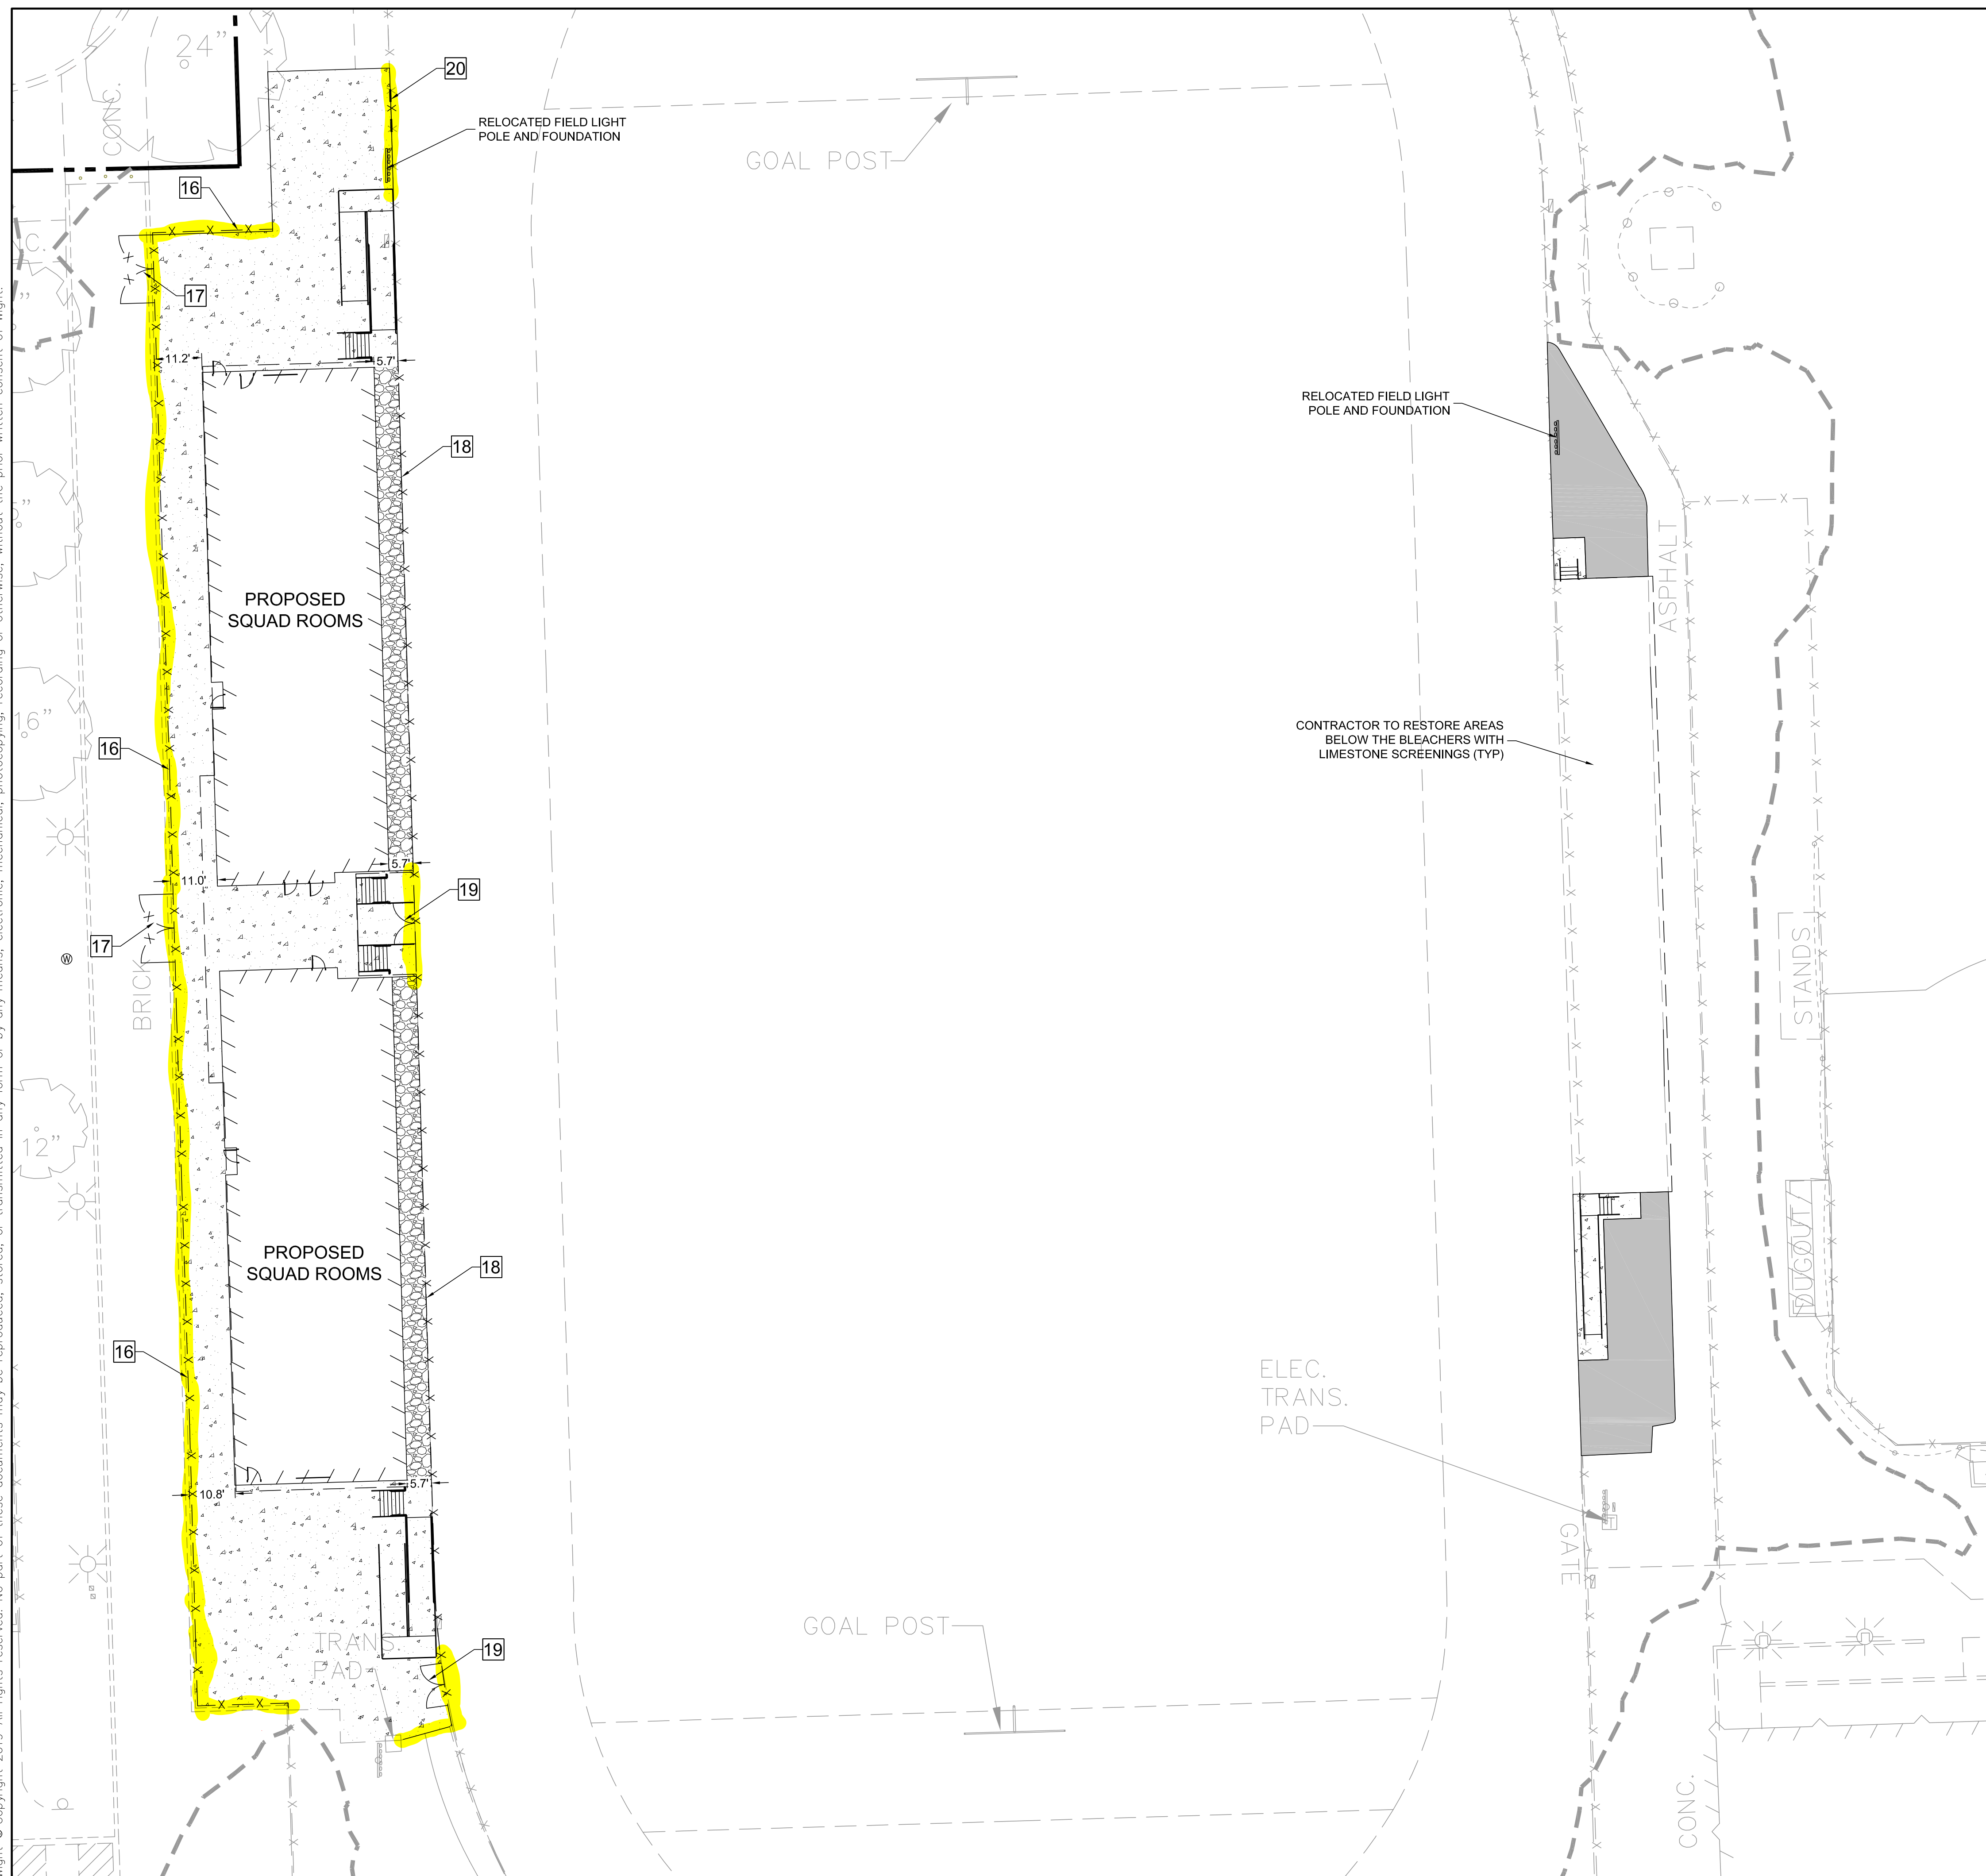 24"
CONC.
20
RELOCATED FIELD LIGHT
POLE AND FOUNDATION
GOAL POST
16
17
11.2'
5.7'
18
RELOCATED FIELD LIGHT
POLE AND FOUNDATION
ASPHALT
PROPOSED
SQUAD ROOMS
16"
16
CONTRACTOR TO RESTORE AREAS
BELOW THE BLEACHERS WITH
LIMESTONE SCREENINGS (TYP)
5.7'
11.0'
19
17
W
BRICK
STANDS
12"
PROPOSED
SQUAD ROOMS
18
DUGOUT
16
ELEC.
TRANS.
PAD
10.8'
5.7'
GATE
TRANS.
PAD
19
GOAL POST
CONC.